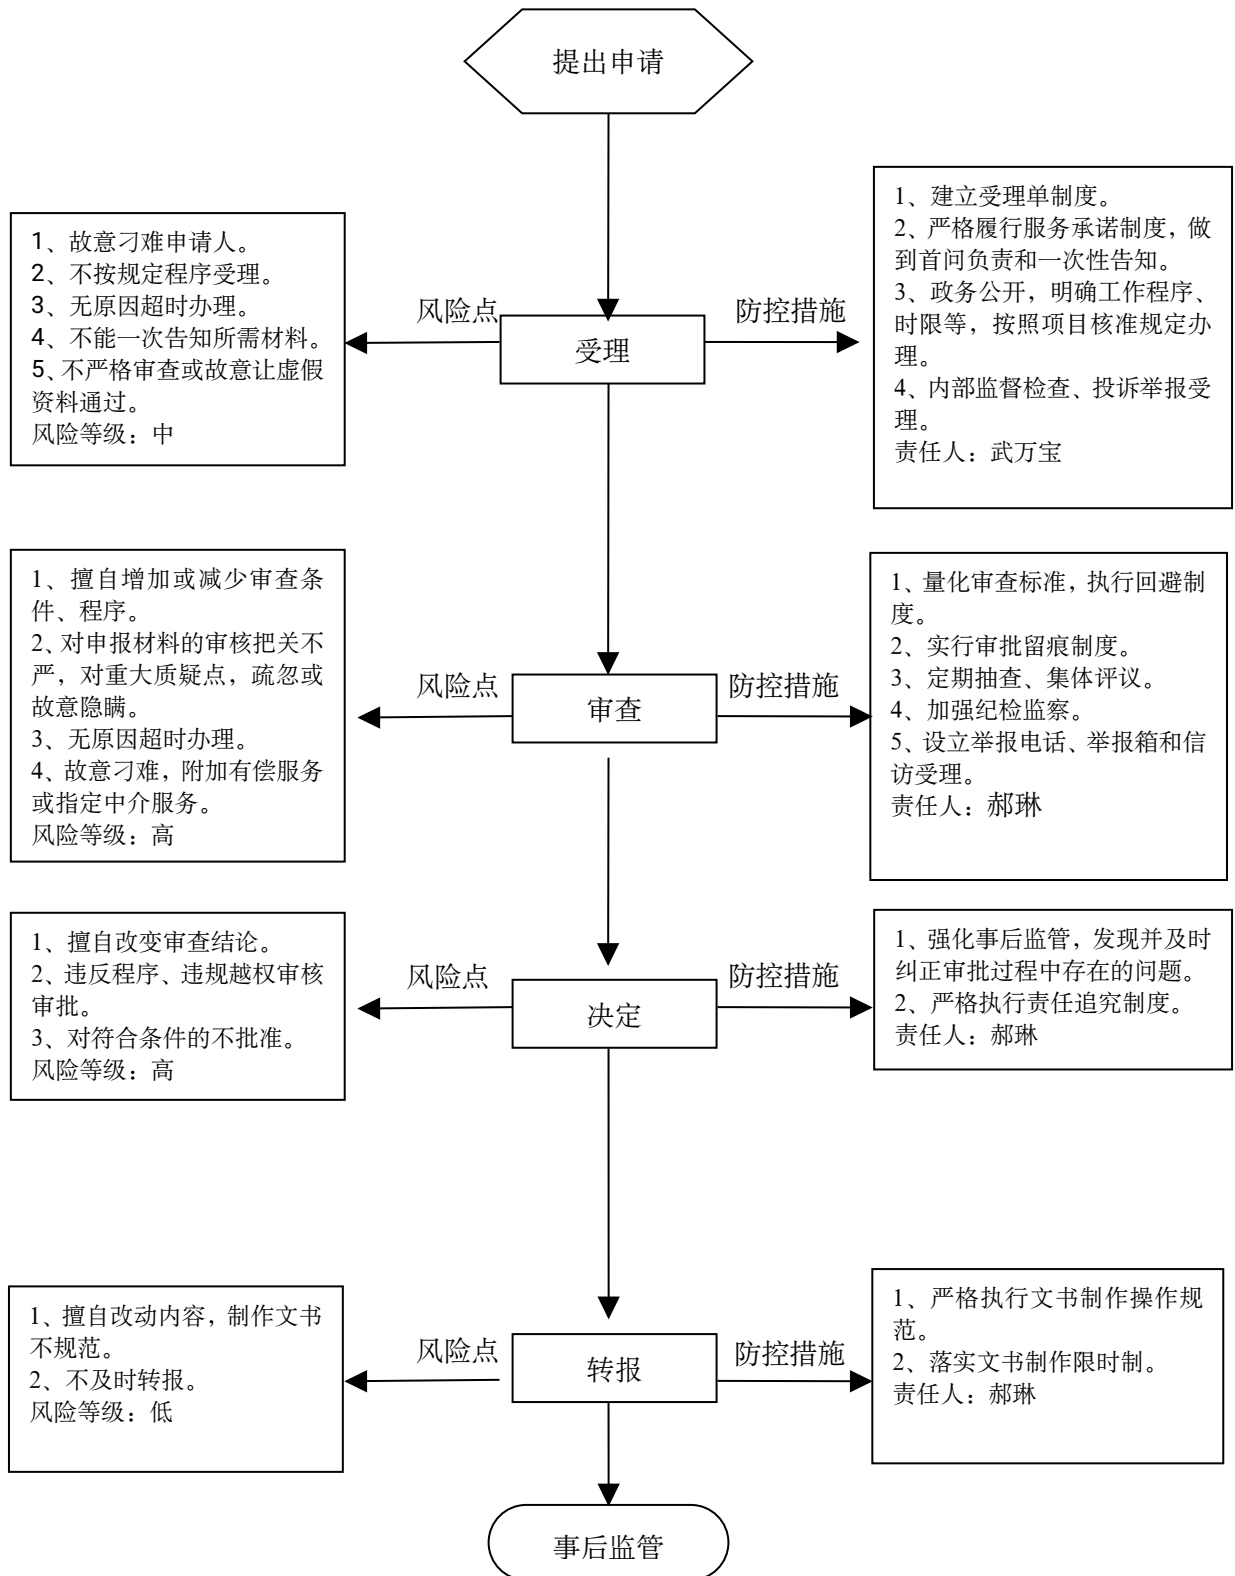 提出申请
1、故意刁难申请人。
2、不按规定程序受理。
3、无原因超时办理。
4、不能一次告知所需材料。
5、不严格审查或故意让虚假
资料通过。
风险等级：中
风险点
受理
防控措施
1、建立受理单制度。
2、严格履行服务承诺制度，做
到首问负责和一次性告知。
3、政务公开，明确工作程序、
时限等，按照项目核准规定办
理。
4、内部监督检查、投诉举报受
理。
责任人：武万宝
1、擅自增加或减少审查条
件、程序。
2、对申报材料的审核把关不
严，对重大质疑点，疏忽或
故意隐瞒。
3、无原因超时办理。
4、故意刁难，附加有偿服务
或指定中介服务。
风险等级：高
风险点
审查
防控措施
1、量化审查标准，执行回避制
度。
2、实行审批留痕制度。
3、定期抽查、集体评议。
4、加强纪检监察。
5、设立举报电话、举报箱和信
访受理。
责任人：郝琳
1、擅自改变审查结论。
2、违反程序、违规越权审核
审批。
3、对符合条件的不批准。
风险等级：高
风险点
决定
防控措施
1、强化事后监管，发现并及时
纠正审批过程中存在的问题。
2、严格执行责任追究制度。
责任人：郝琳
1、擅自改动内容，制作文书
不规范。
2、不及时转报。
风险等级：低
风险点
转报
防控措施
1、严格执行文书制作操作规
范。
2、落实文书制作限时制。
责任人：郝琳
事后监管